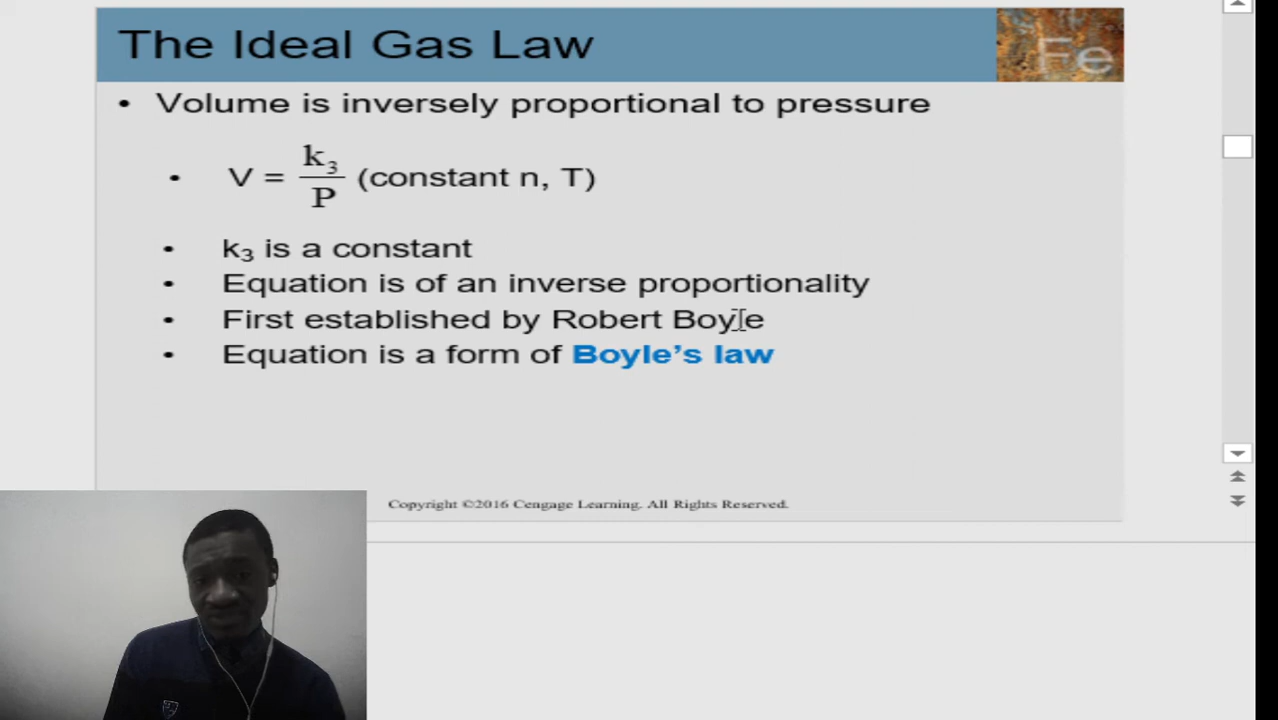 The Ideal Gas Law
Fe
• Volume is inversely proportional to pressure
• V = k₃/P (constant n, T)
• k₃ is a constant
• Equation is of an inverse proportionality
• First established by Robert Boyle
• Equation is a form of Boyle's law
Copyright ©2016 Cengage Learning. All Rights Reserved.